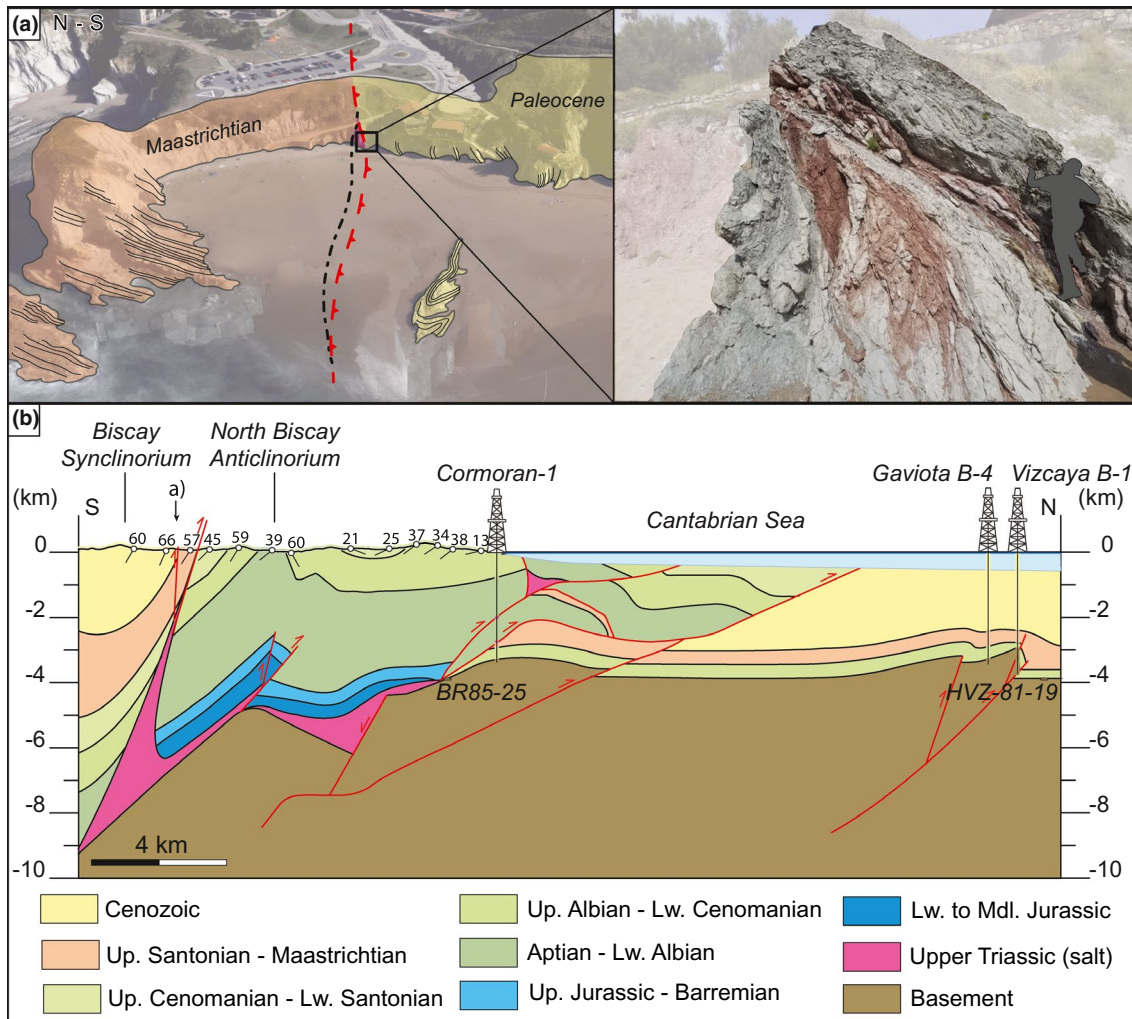 (a) N - S
Maastrichtian
Paleocene
(b)
Biscay
Synclinorium
North Biscay
Anticlinorium
Cormoran-1
Gaviota B-4
Vizcaya B-1
(km)
S
a)
N
(km)
60 66 57 45 59 39 60 21 25 37 34 38 13
Cantabrian Sea
0
-2
-4
-6
-8
-10
0
-2
-4
-6
-8
-10
BR85-25
HVZ-81-19
4 km
Cenozoic
Up. Santonian - Maastrichtian
Up. Cenomanian - Lw. Santonian
Up. Albian - Lw. Cenomanian
Aptian - Lw. Albian
Up. Jurassic - Barremian
Lw. to Mdl. Jurassic
Upper Triassic (salt)
Basement